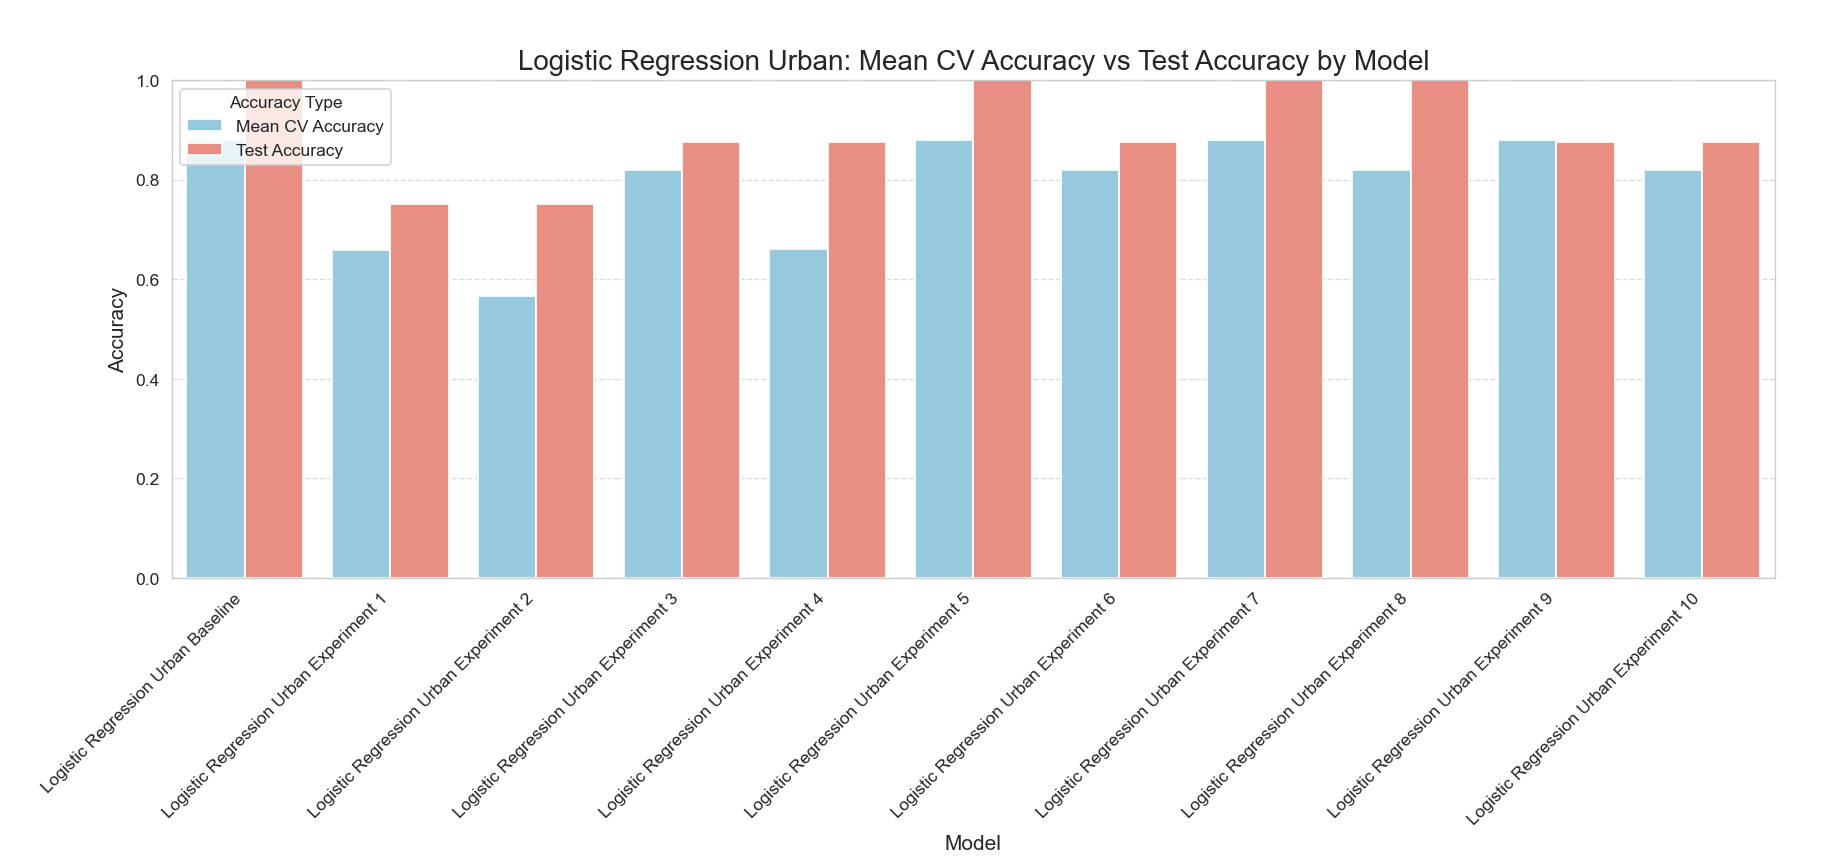 Logistic Regression Urban: Mean CV Accuracy vs Test Accuracy by Model
Accuracy Type
Mean CV Accuracy
Test Accuracy
Accuracy
1.0
0.8
0.6
0.4
0.2
0.0
Logistic Regression Urban Baseline
Logistic Regression Urban Experiment 1
Logistic Regression Urban Experiment 2
Logistic Regression Urban Experiment 3
Logistic Regression Urban Experiment 4
Logistic Regression Urban Experiment 5
Logistic Regression Urban Experiment 6
Logistic Regression Urban Experiment 7
Logistic Regression Urban Experiment 8
Logistic Regression Urban Experiment 9
Logistic Regression Urban Experiment 10
Model